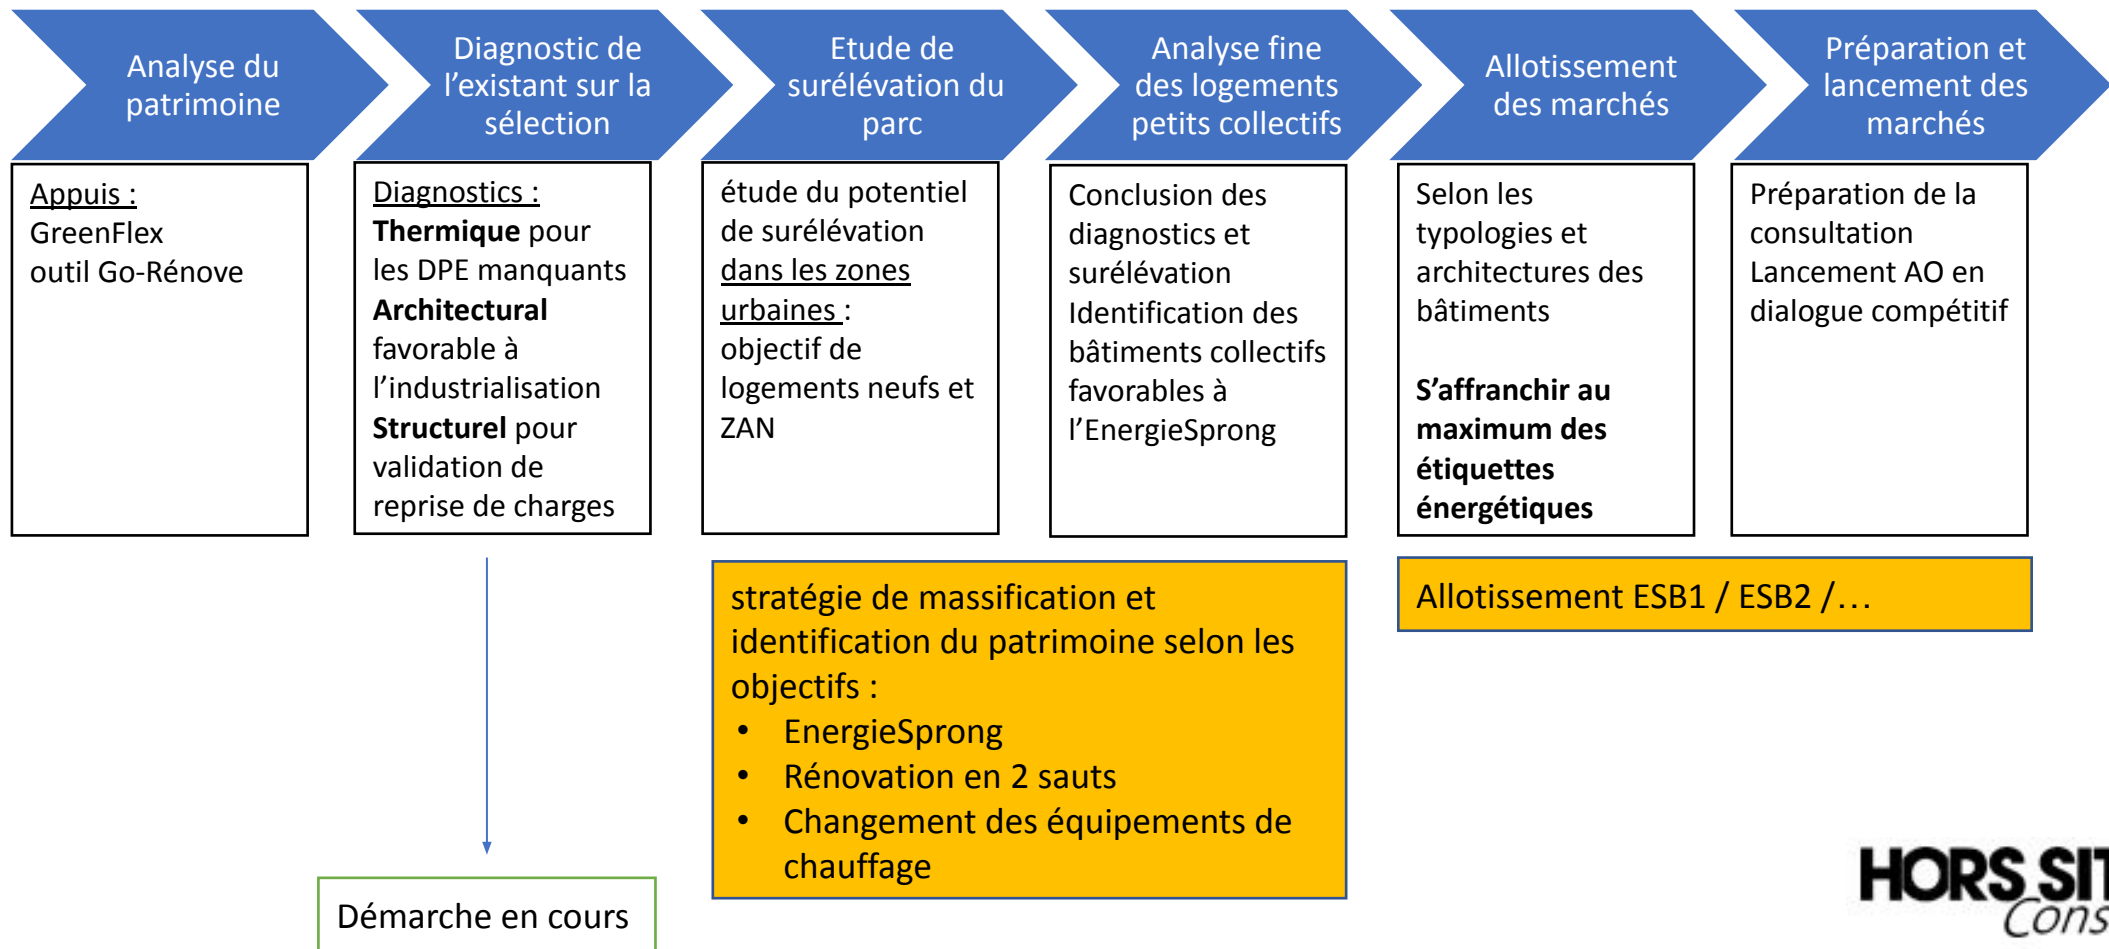 Analyse du
patrimoine
Diagnostic de
l'existant sur la
sélection
Etude de
surélévation du
parc
Analyse fine
des logements
petits collectifs
Allotissement
des marchés
Préparation et
lancement des
marchés
Appuis :
GreenFlex
outil Go-Rénove
Diagnostics :
Thermique pour
les DPE manquants
Architectural
favorable à
l'industrialisation
Structurel pour
validation de
reprise de charges
étude du potentiel
de surélévation
dans les zones
urbaines :
objectif de
logements neufs et
ZAN
Conclusion des
diagnostics et
surélévation
Identification des
bâtiments collectifs
favorables à
l'EnergieSprong
Selon les
typologies et
architectures des
bâtiments
S'affranchir au
maximum des
étiquettes
énergétiques
Préparation de la
consultation
Lancement AO en
dialogue compétitif
stratégie de massification et
identification du patrimoine selon les
objectifs :
• EnergieSprong
• Rénovation en 2 sauts
• Changement des équipements de
chauffage
Allotissement ESB1 / ESB2 /...
Démarche en cours
HORS SIT
Cons